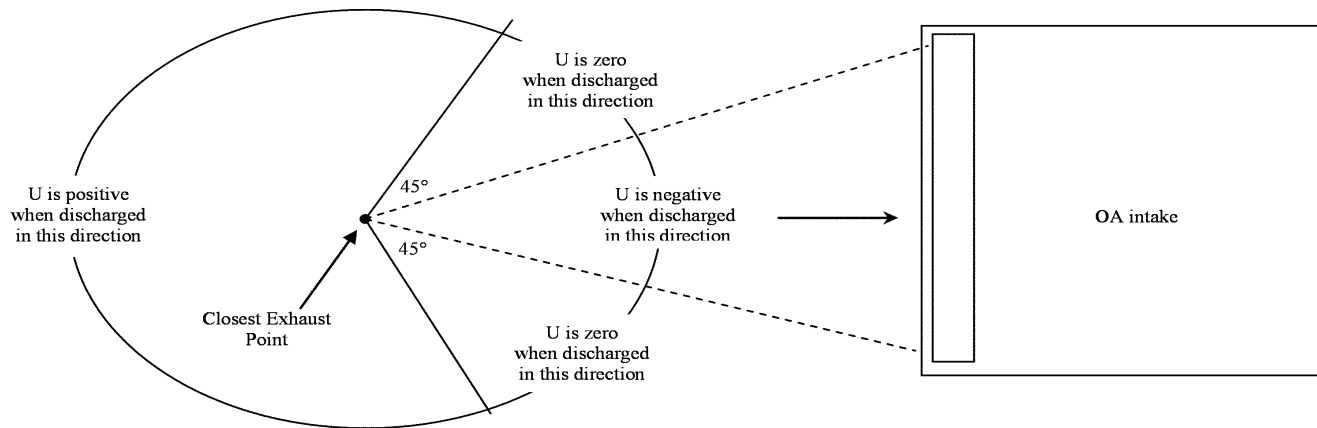 U is zero
when discharged
in this direction
45°
U is positive
when discharged
in this direction
U is negative
when discharged
in this direction
OA intake
45°
Closest Exhaust
Point
U is zero
when discharged
in this direction